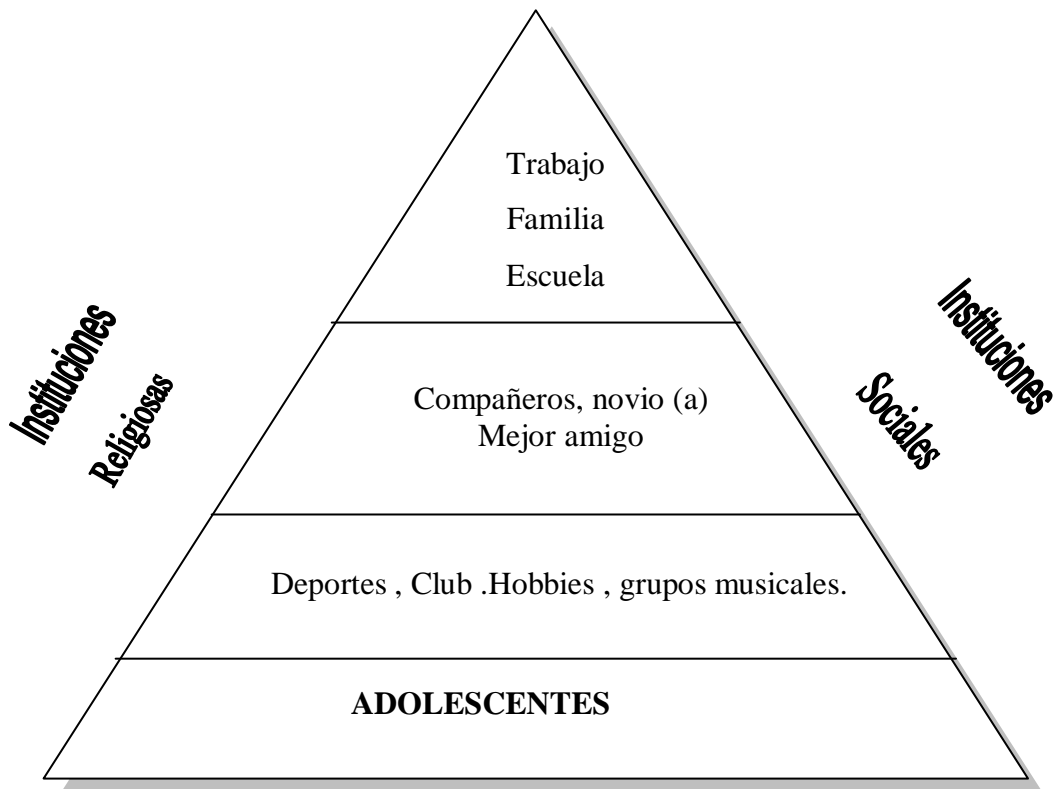 Trabajo
Familia
Escuela
Instituciones
Religiosas
Instituciones
Sociales
Compañeros, novio (a)
Mejor amigo
Deportes , Club .Hobbies , grupos musicales.
ADOLESCENTES